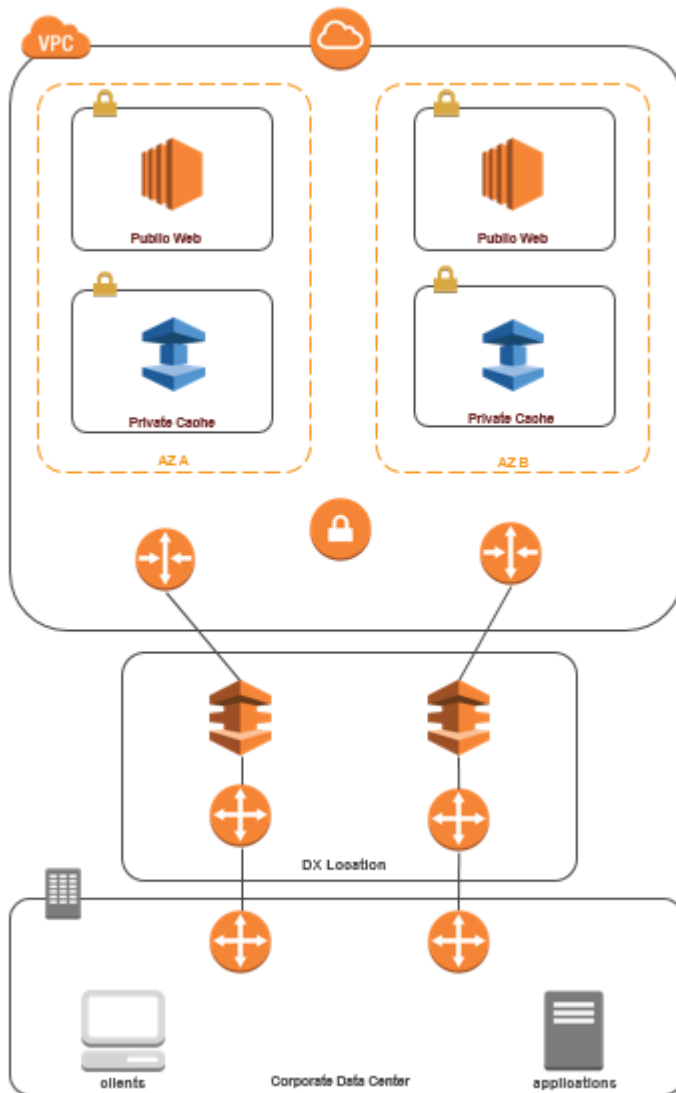 VPC
Public Web
Public Web
Private Cache
Private Cache
AZ A
AZ B
DX Location
clients
Corporate Data Center
applications